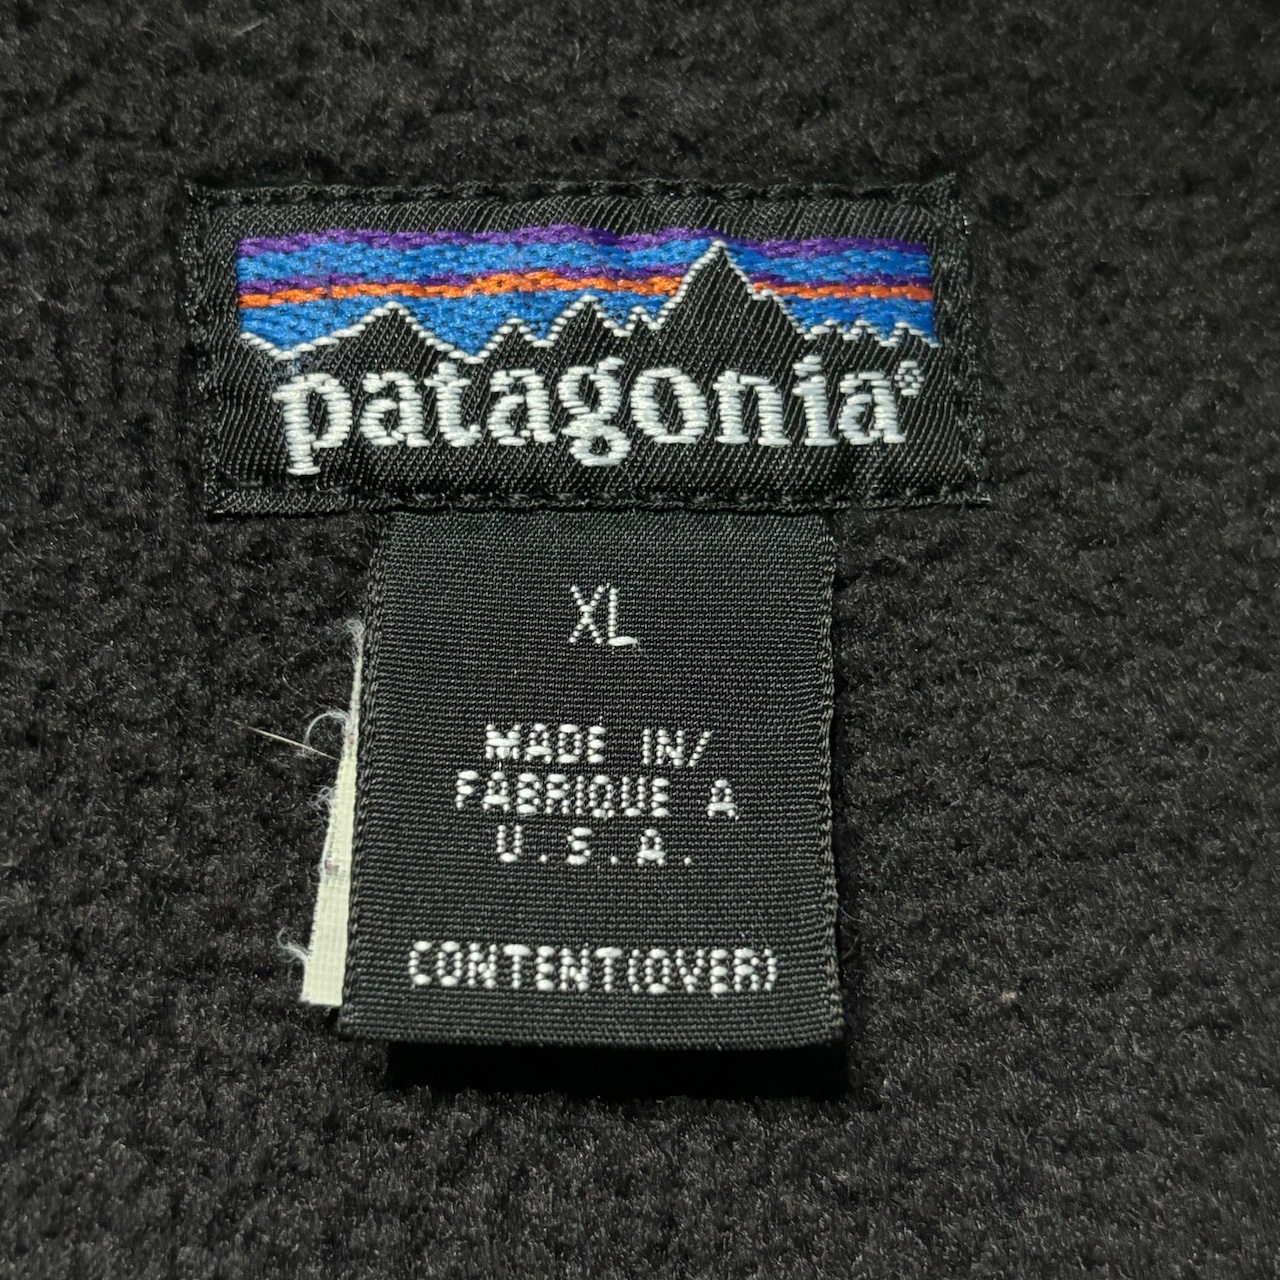 patagonia®
XL
MADE IN/
FABRIQUE A
U.S.A.
CONTENT(OVER)